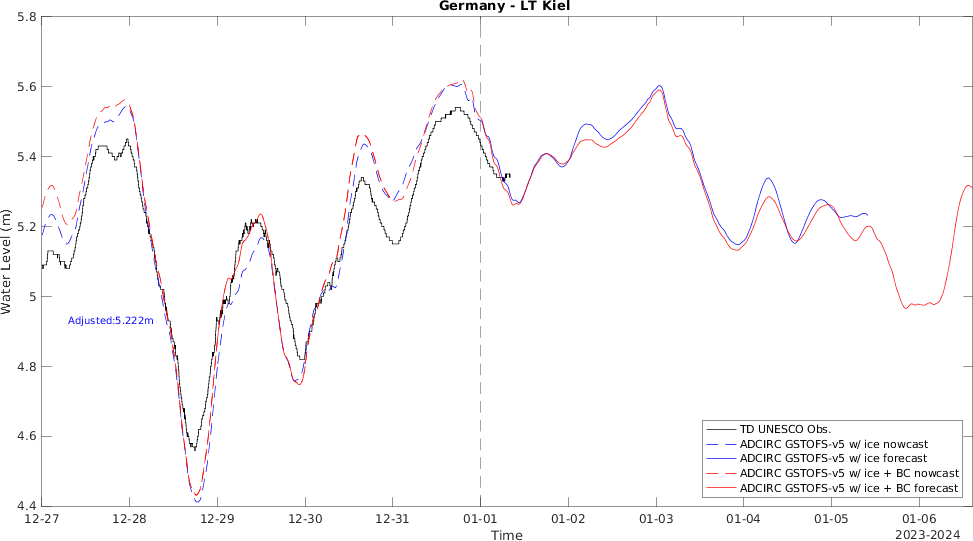 Germany - LT Kiel
5.8
5.6
5.4
5.2
5
4.8
4.6
4.4
Water Level (m)
Adjusted:5.222m
TD UNESCO Obs.
ADCIRC GSTOFS-v5 w/ ice nowcast
ADCIRC GSTOFS-v5 w/ ice forecast
ADCIRC GSTOFS-v5 w/ ice + BC nowcast
ADCIRC GSTOFS-v5 w/ ice + BC forecast
12-27 12-28 12-29 12-30 12-31 01-01 01-02 01-03 01-04 01-05 01-06
Time
2023-2024